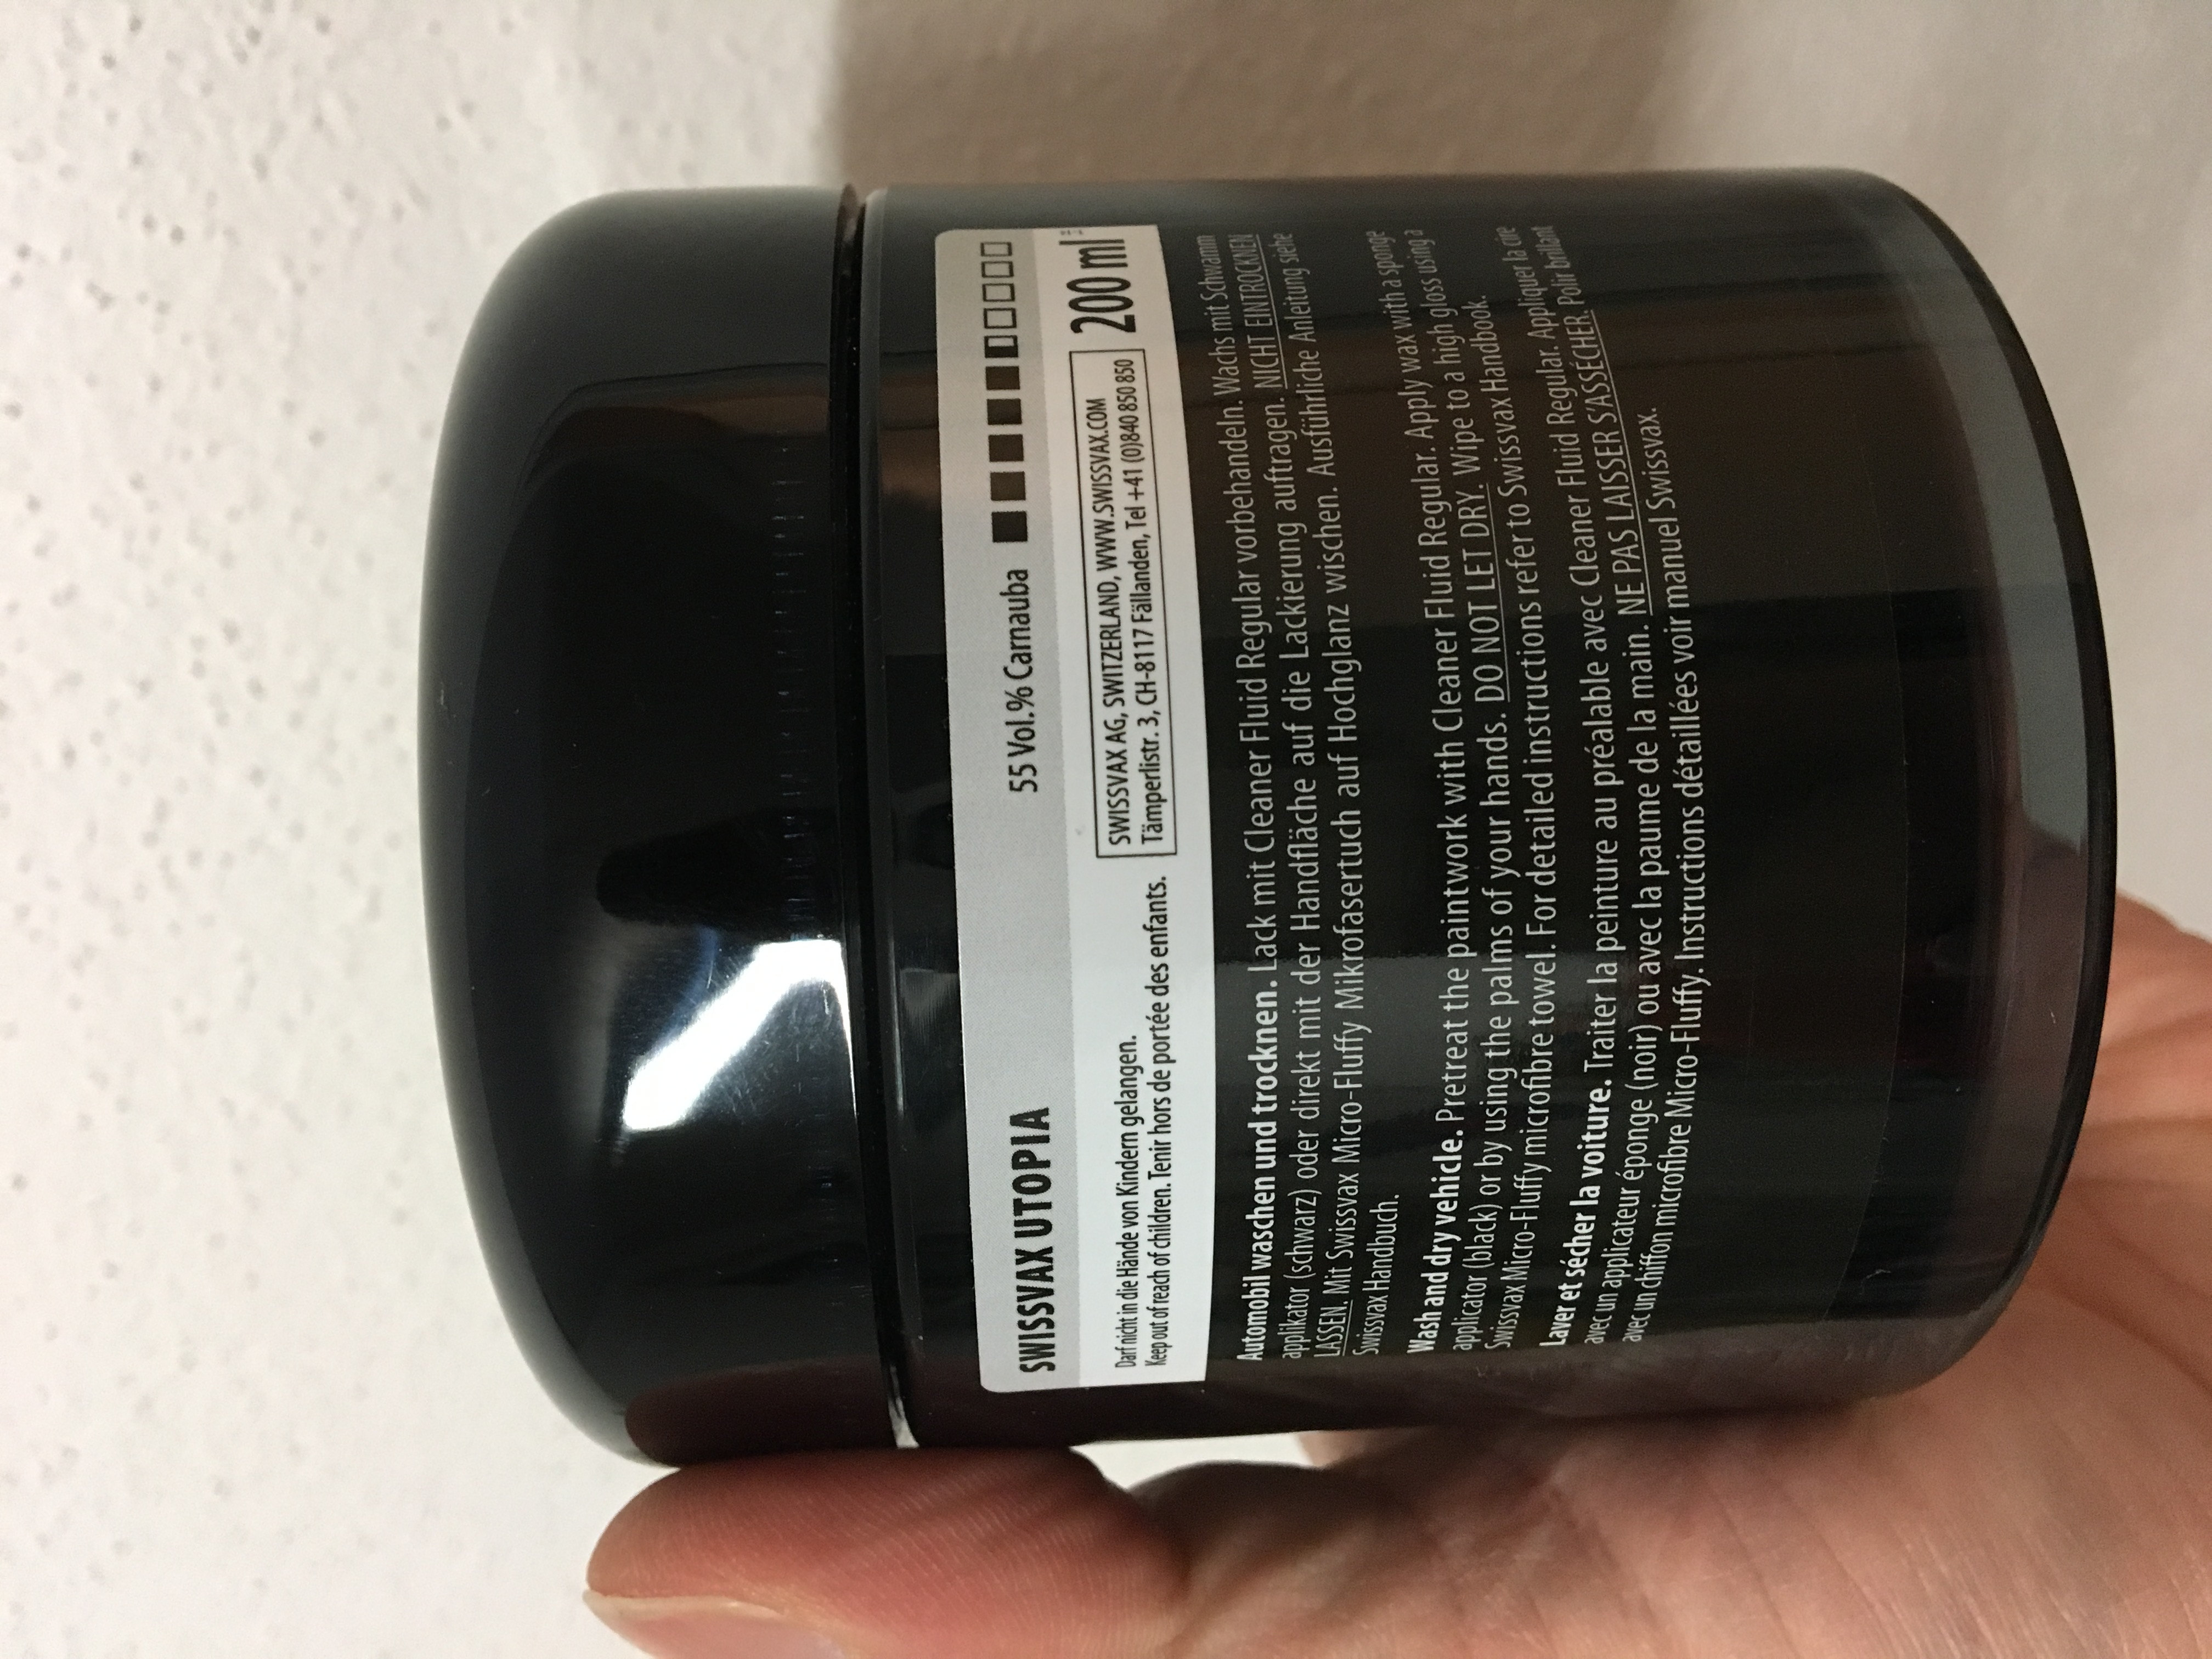 SWISSVAX UTOPIA 55 Vol.% Carnauba
Darf nicht in die Hände von Kindern gelangen.
Keep out of reach of children. Tenir hors de portée des enfants.
SWISSVAX AG, SWITZERLAND, WWW.SWISSVAX.COM
Tämperlistr. 3, CH-8117 Fällanden, Tel +41 (0)840 850 850
200 ml
Automobil waschen und trocknen. Lack mit Cleaner Fluid Regular vorbehandeln. Wachs mit Schwamm
applikator (schwarz) oder direkt mit der Handfläche auf die Lackierung auftragen. NICHT EINTROCKNEN
LASSEN. Mit Swissvax Micro-Fluffy Mikrofasertuch auf Hochglanz wischen. Ausführliche Anleitung siehe
Swissvax Handbuch.
Wash and dry vehicle. Pretreat the paintwork with Cleaner Fluid Regular. Apply wax with a sponge
applicator (black) or by using the palms of your hands. DO NOT LET DRY. Wipe to a high gloss using a
Swissvax Micro-Fluffy microfibre towel. For detailed instructions refer to Swissvax Handbook.
Laver et sécher la voiture. Traiter la peinture au préalable avec Cleaner Fluid Regular. Appliquer la cire
avec un applicateur éponge (noir) ou avec la paume de la main. NE PAS LAISSER S'ASSÉCHER. Polir brillant
avec un chiffon microfibre Micro-Fluffy. Instructions détaillées voir manuel Swissvax.